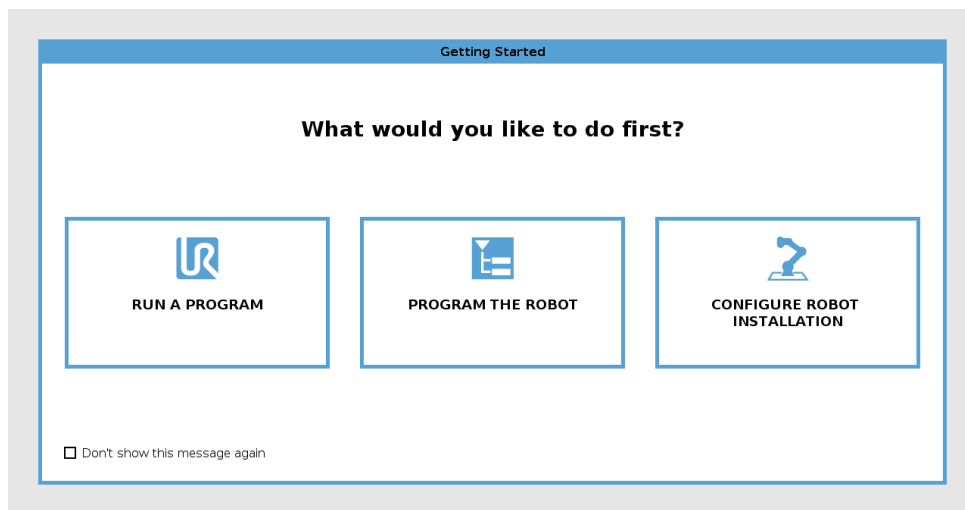 Getting Started
What would you like to do first?
RUN A PROGRAM
PROGRAM THE ROBOT
CONFIGURE ROBOT
INSTALLATION
Don't show this message again